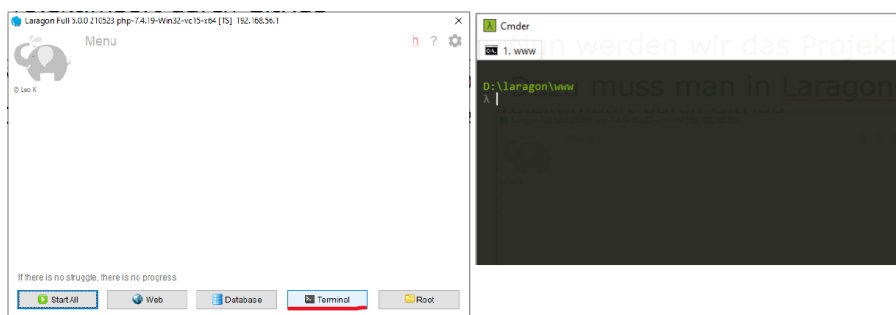 Laragon Full 5.0.0 210523 php-7.4.19-Win32-vc15-x64 [TS] 192.168.56.1
Menu
h ?
© Leo K
If there is no struggle, there is no progress.
Start All
Web
Database
Terminal
Root
λ Cmder
1. www
Nun werden wir das Projekt
muss man in Laragon
D:\laragon\www
λ